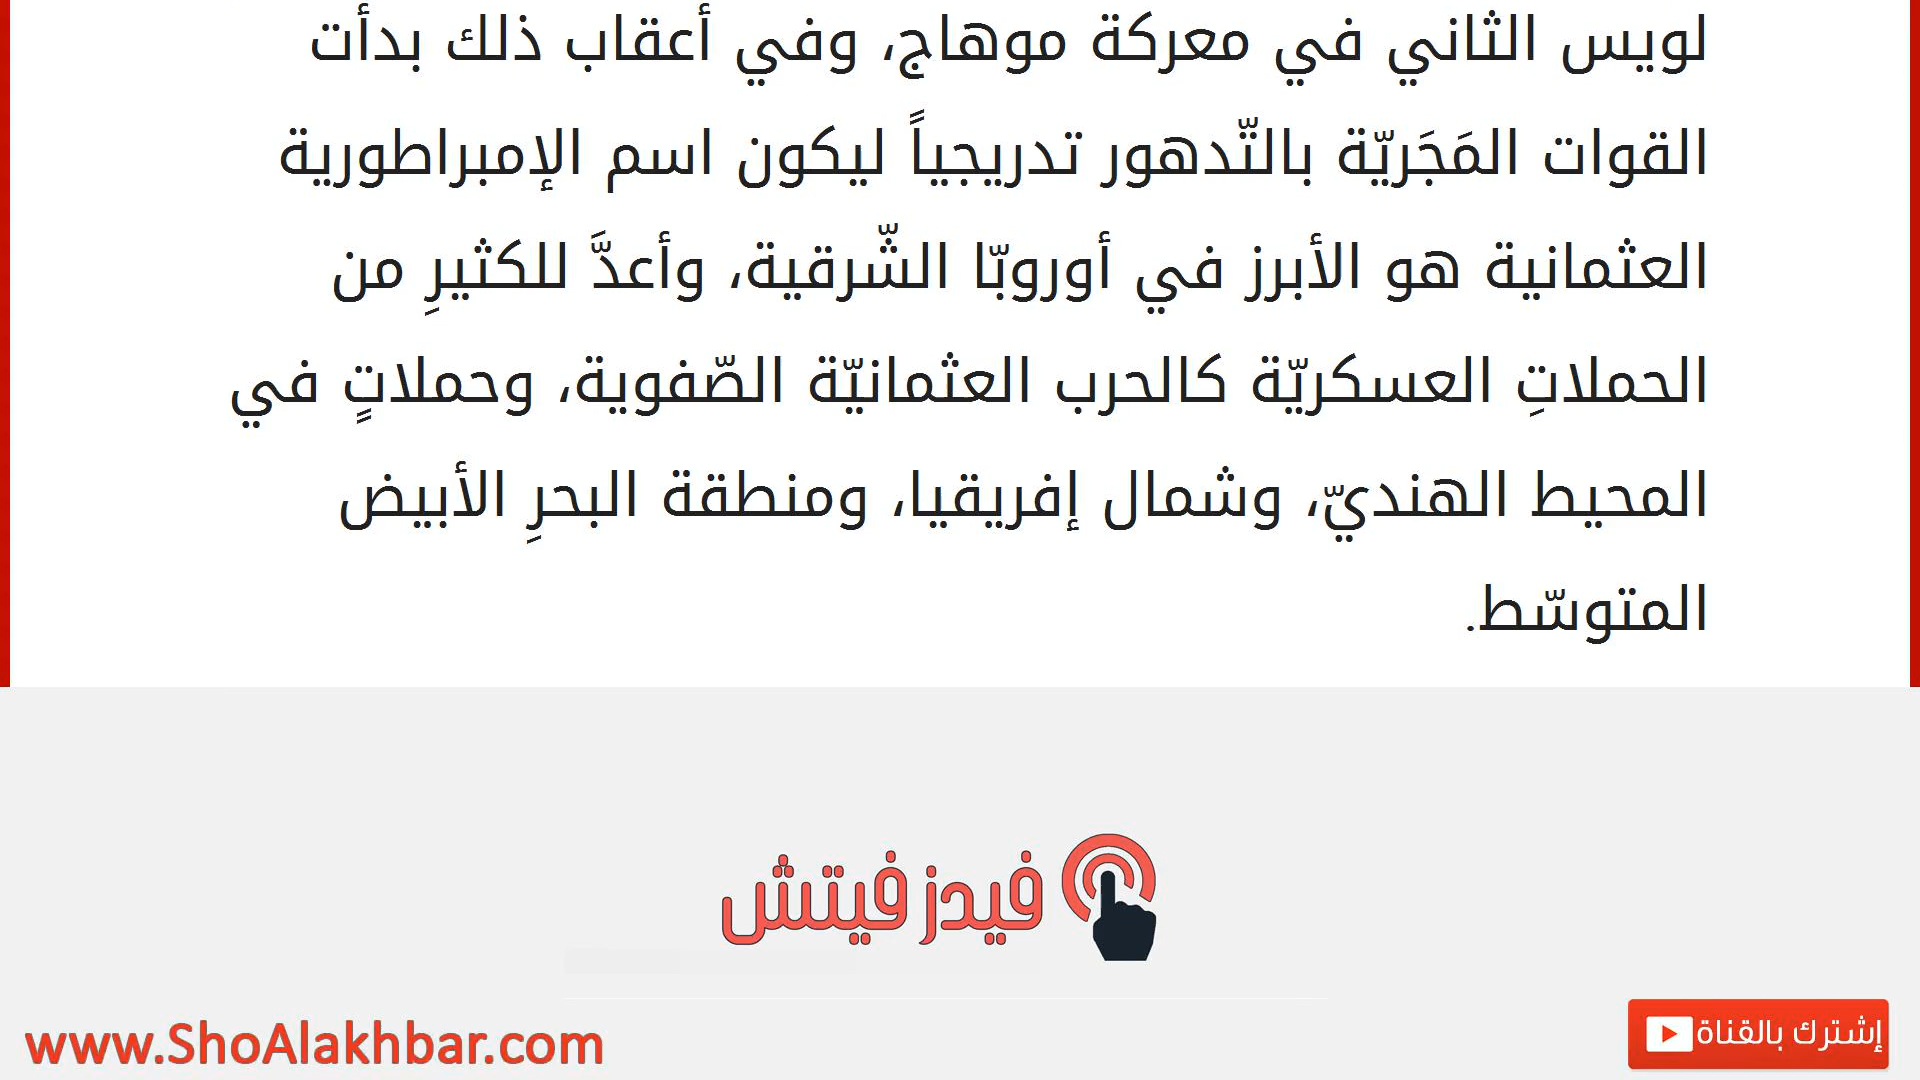 لويس الثاني في معركة موهاج، وفي أعقاب ذلك بدأت
القوات المَجَريّة بالتّدهور تدريجياً ليكون اسم الإمبراطورية
العثمانية هو الأبرز في أوروبّا الشّرقية، وأعدَّ للكثيرِ من
الحملاتِ العسكريّة كالحرب العثمانيّة الصّفوية، وحملاتٍ في
المحيط الهنديّ، وشمال إفريقيا، ومنطقة البحرِ الأبيض
المتوسّط.
فيدز فيتش
www.ShoAlakhbar.com
إشترك بالقناة